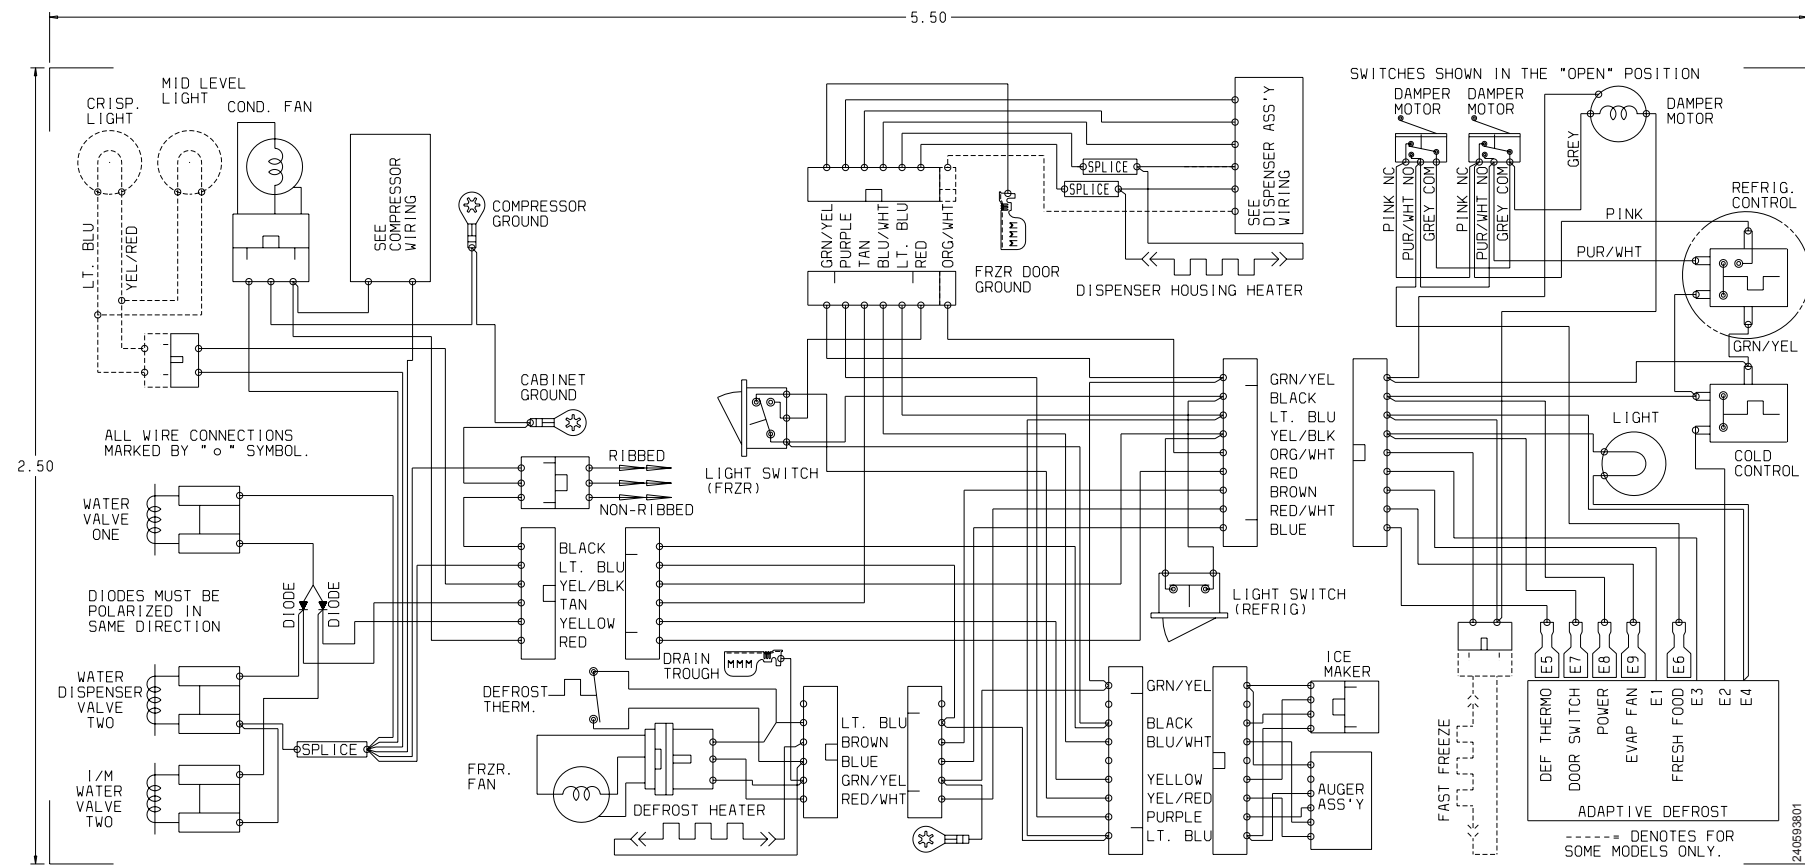 5.50
2.50
CRISP.
LIGHT
MID LEVEL
LIGHT
COND. FAN
LT. BLU
YEL/RED
SEE
COMPRESSOR
WIRING
COMPRESSOR
GROUND
CABINET
GROUND
ALL WIRE CONNECTIONS
MARKED BY " o " SYMBOL.
RIBBED
NON-RIBBED
WATER
VALVE
ONE
DIODES MUST BE
POLARIZED IN
SAME DIRECTION
DIODE
DIODE
WATER
DISPENSER
VALVE
TWO
I/M
WATER
VALVE
TWO
SPLICE
BLACK
LT. BLU
YEL/BLK
TAN
YELLOW
RED
DRAIN
TROUGH
DEFROST
THERM.
FRZR.
FAN
DEFROST HEATER
LT. BLU
BROWN
BLUE
GRN/YEL
RED/WHT
GRN/YEL
PURPLE
TAN
BLU/WHT
LT. BLU
RED
ORG/WHT
SPLICE
SPLICE
SEE
DISPENSER ASS'Y
WIRING
FRZR DOOR
GROUND
DISPENSER HOUSING HEATER
LIGHT SWITCH
(FRZR)
GRN/YEL
BLACK
LT. BLU
YEL/BLK
ORG/WHT
RED
BROWN
RED/WHT
BLUE
LIGHT SWITCH
(REFRIG)
GRN/YEL
BLACK
BLU/WHT
YELLOW
YEL/RED
PURPLE
LT. BLU
ICE
MAKER
AUGER
ASS'Y
SWITCHES SHOWN IN THE "OPEN" POSITION
DAMPER
MOTOR
DAMPER
MOTOR
DAMPER
MOTOR
PINK NC
PUR/WHT NO
GREY COM
PINK NC
PUR/WHT NO
GREY COM
GREY
PINK
PUR/WHT
REFRIG.
CONTROL
GRN/YEL
LIGHT
COLD
CONTROL
FAST FREEZE
E5
E7
E8
E9
E6
DEF THERMO
DOOR SWITCH
POWER
EVAP FAN
E1
FRESH FOOD
E3
E2
E4
ADAPTIVE DEFROST
----- = DENOTES FOR
SOME MODELS ONLY.
240593801